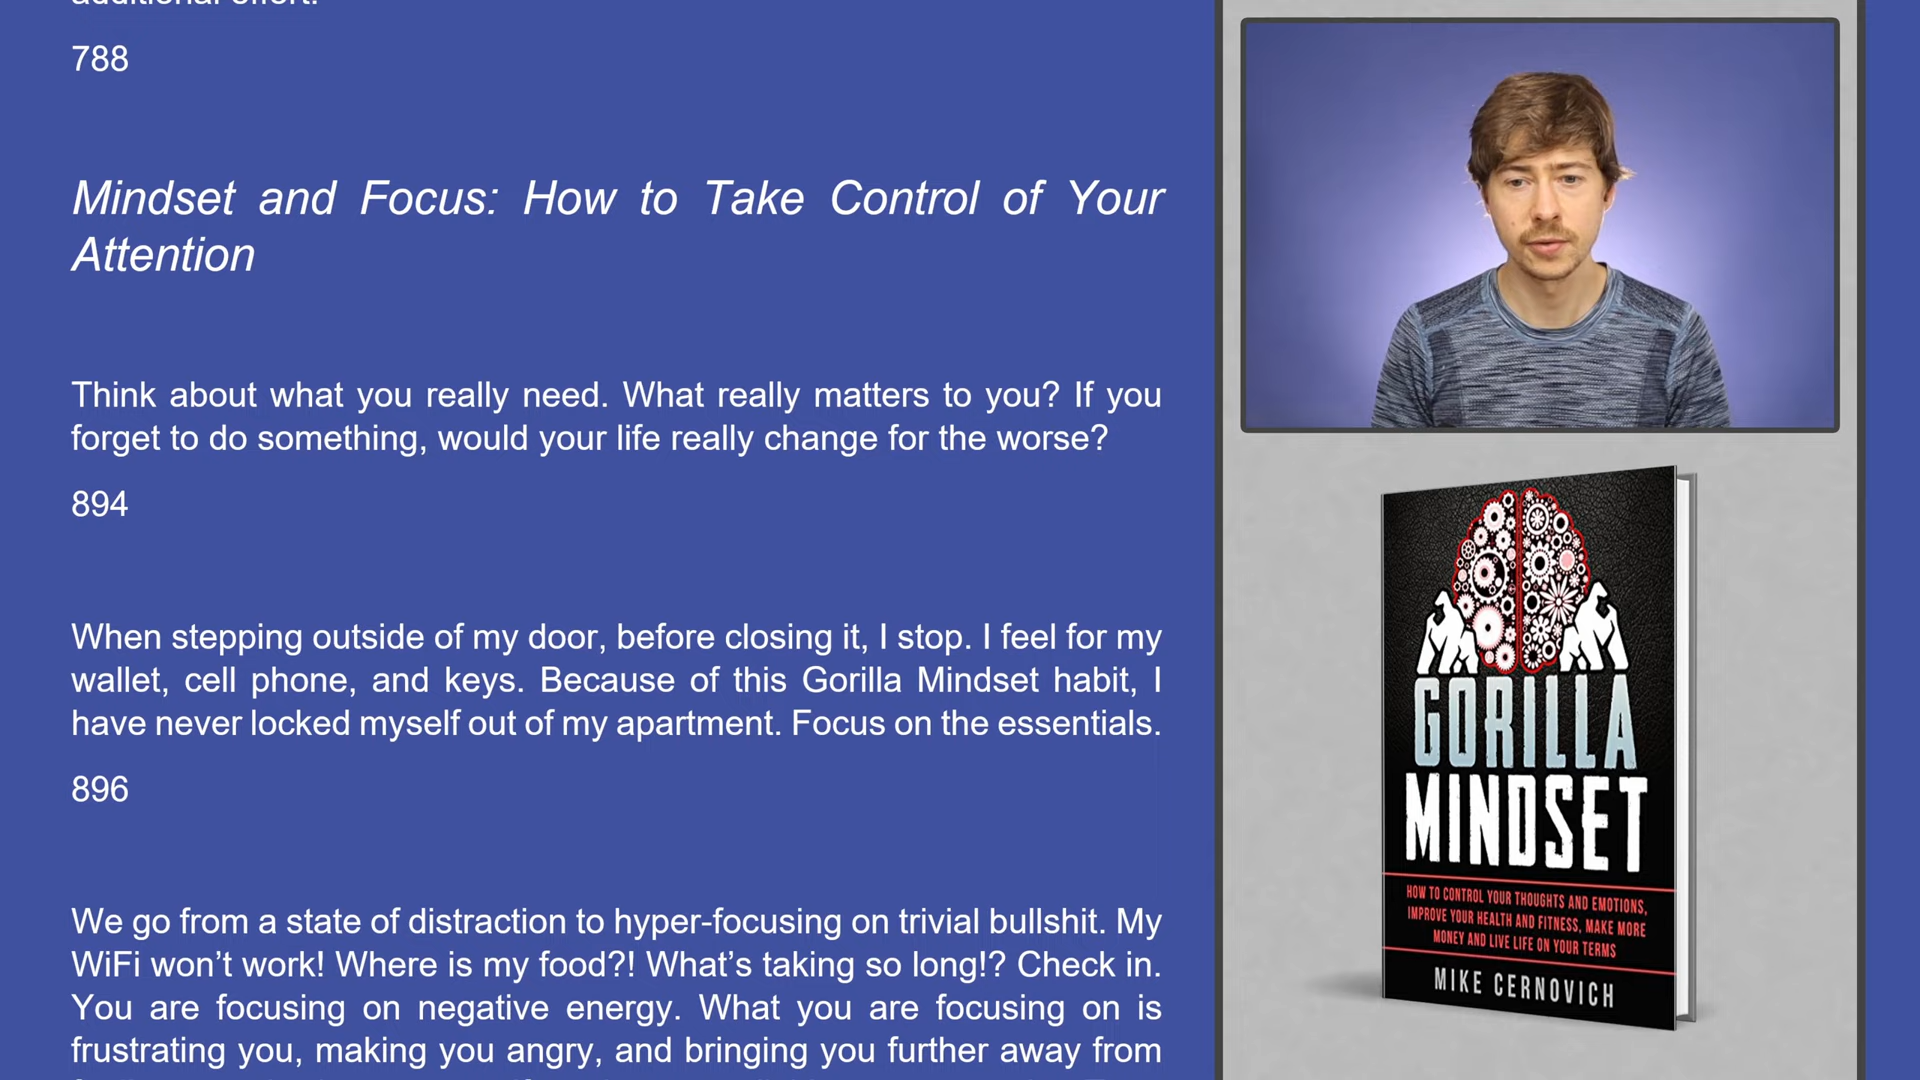 788
Mindset and Focus: How to Take Control of Your
Attention
Think about what you really need. What really matters to you? If you
forget to do something, would your life really change for the worse?
894
When stepping outside of my door, before closing it, I stop. I feel for my
wallet, cell phone, and keys. Because of this Gorilla Mindset habit, I
have never locked myself out of my apartment. Focus on the essentials.
896
We go from a state of distraction to hyper-focusing on trivial bullshit. My
WiFi won’t work! Where is my food?! What’s taking so long!? Check in.
You are focusing on negative energy. What you are focusing on is
frustrating you, making you angry, and bringing you further away from
GORILLA
MINDSET
HOW TO CONTROL YOUR THOUGHTS AND EMOTIONS,
IMPROVE YOUR HEALTH AND FITNESS, MAKE MORE
MONEY AND LIVE LIFE ON YOUR TERMS
MIKE CERNOVICH